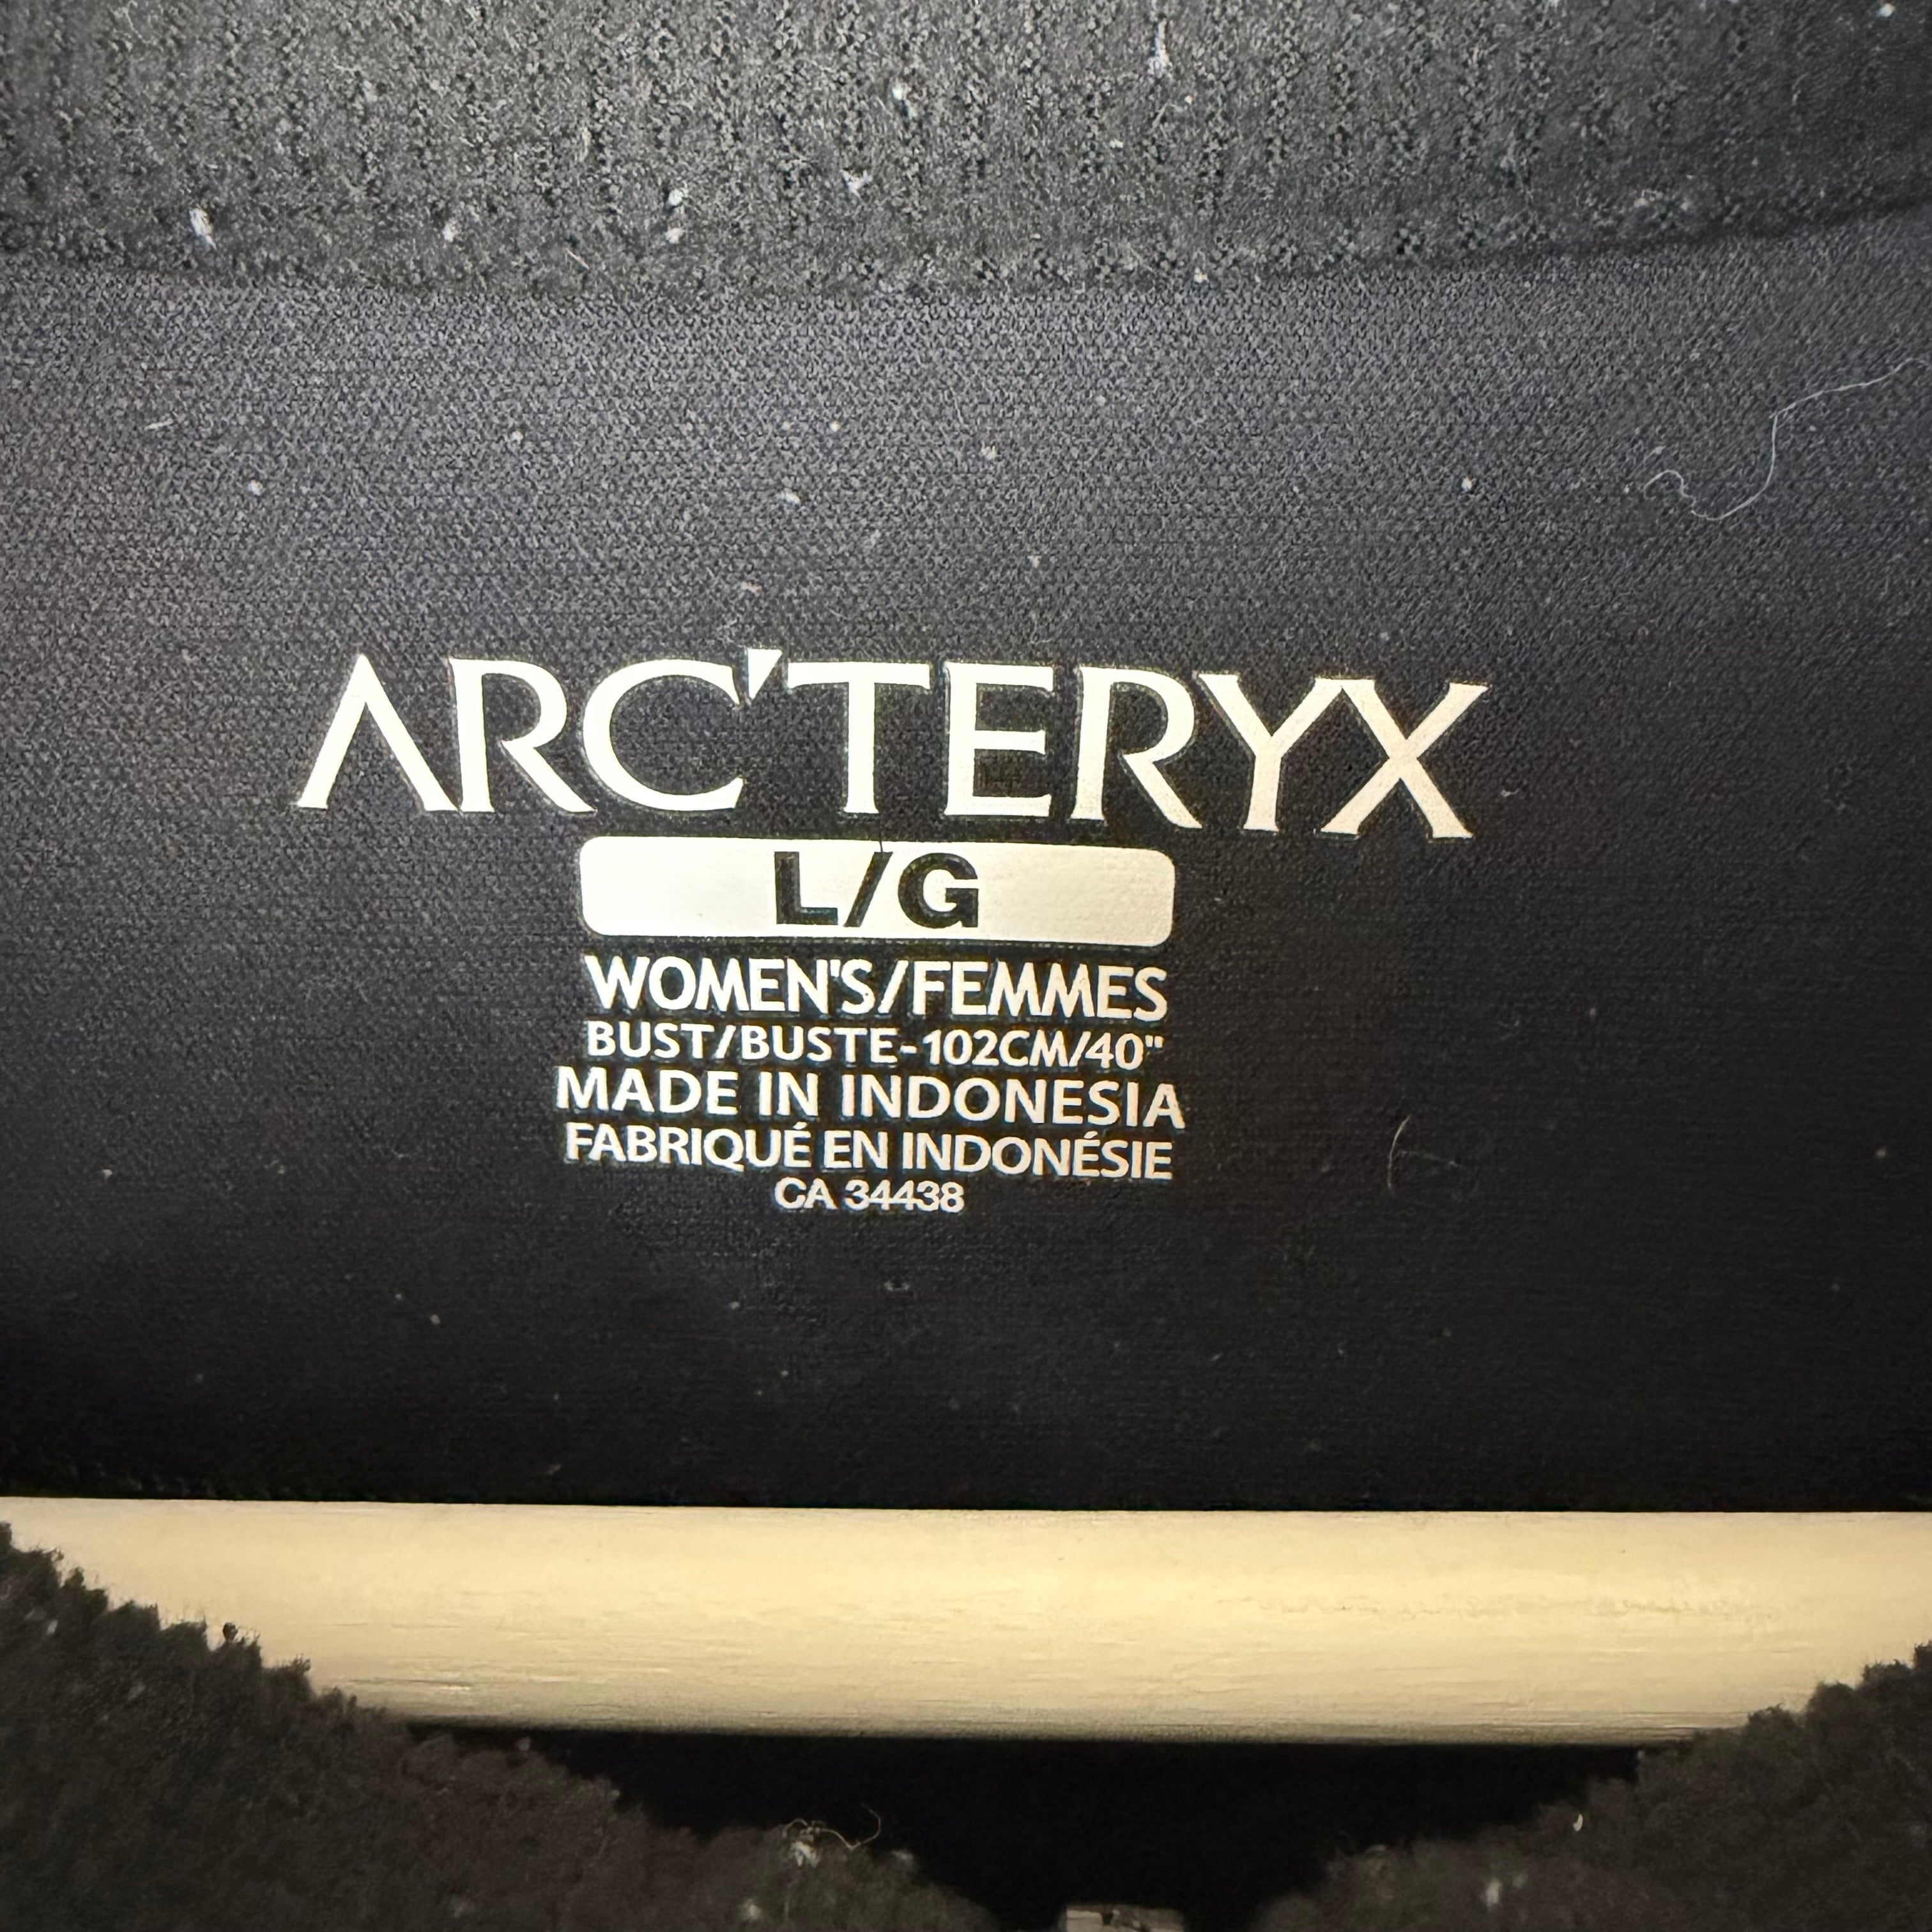 ARC'TERYX
L/G
WOMEN'S/FEMMES
BUST/BUSTE-102CM/40"
MADE IN INDONESIA
FABRIQUÉ EN INDONÉSIE
CA 34438